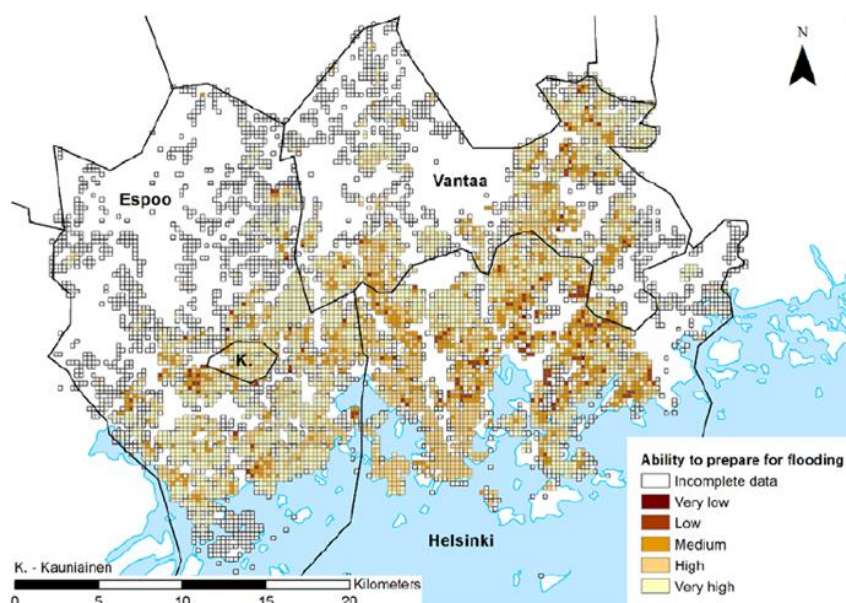 N
Espoo
Vantaa
K.
Helsinki
Ability to prepare for flooding
Incomplete data
Very low
Low
Medium
High
Very high
K. - Kauniainen
Kilometers
0 5 10 15 20